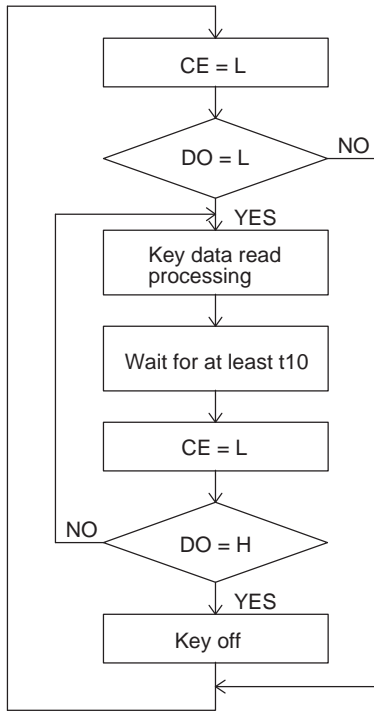 CE = L
DO = L
NO
YES
Key data read
processing
Wait for at least t10
CE = L
NO
DO = H
YES
Key off